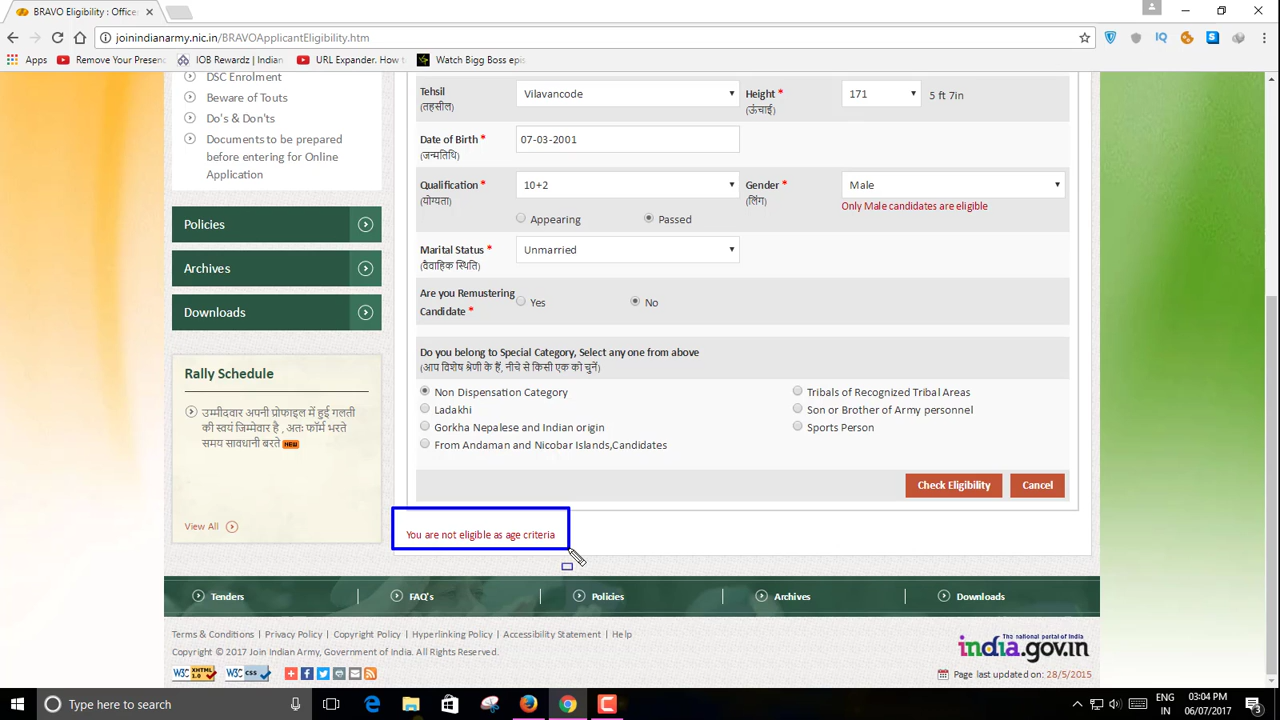 BRAVO Eligibility : Office
joinindianarmy.nic.in/BRAVOApplicantEligibility.htm
Apps
Remove Your Presenc
IOB Rewardz | Indian
URL Expander. How t
Watch Bigg Boss epis
DSC Enrolment
Beware of Touts
Do's & Don'ts
Documents to be prepared
before entering for Online
Application
Policies
Archives
Downloads
Rally Schedule
उम्मीदवार अपनी प्रोफाइल में हुई गलती
की स्वयं जिम्मेवार है , अतः फॉर्म भरते
समय सावधानी बरते NEW
View All
Tehsil
(तहसील)
Vilavancode
Height *
(ऊंचाई)
171
5 ft 7in
Date of Birth *
(जन्मतिथि)
07-03-2001
Qualification *
(योग्यता)
10+2
Gender *
(लिंग)
Male
Only Male candidates are eligible
Appearing
Passed
Marital Status *
(वैवाहिक स्थिति)
Unmarried
Are you Remustering
Candidate *
Yes
No
Do you belong to Special Category, Select any one from above
(आप विशेष श्रेणी के हैं, नीचे से किसी एक को चुनें)
Non Dispensation Category
Tribals of Recognized Tribal Areas
Ladakhi
Son or Brother of Army personnel
Gorkha Nepalese and Indian origin
Sports Person
From Andaman and Nicobar Islands,Candidates
Check Eligibility
Cancel
You are not eligible as age criteria
Tenders
FAQ's
Policies
Archives
Downloads
Terms & Conditions | Privacy Policy | Copyright Policy | Hyperlinking Policy | Accessibility Statement | Help
Copyright © 2017 Join Indian Army, Government of India. All Rights Reserved.
W3C XHTML 1.0
W3C css
The national portal of India
india.gov.in
Page last updated on: 28/5/2015
Type here to search
ENG
IN
03:04 PM
06/07/2017
3